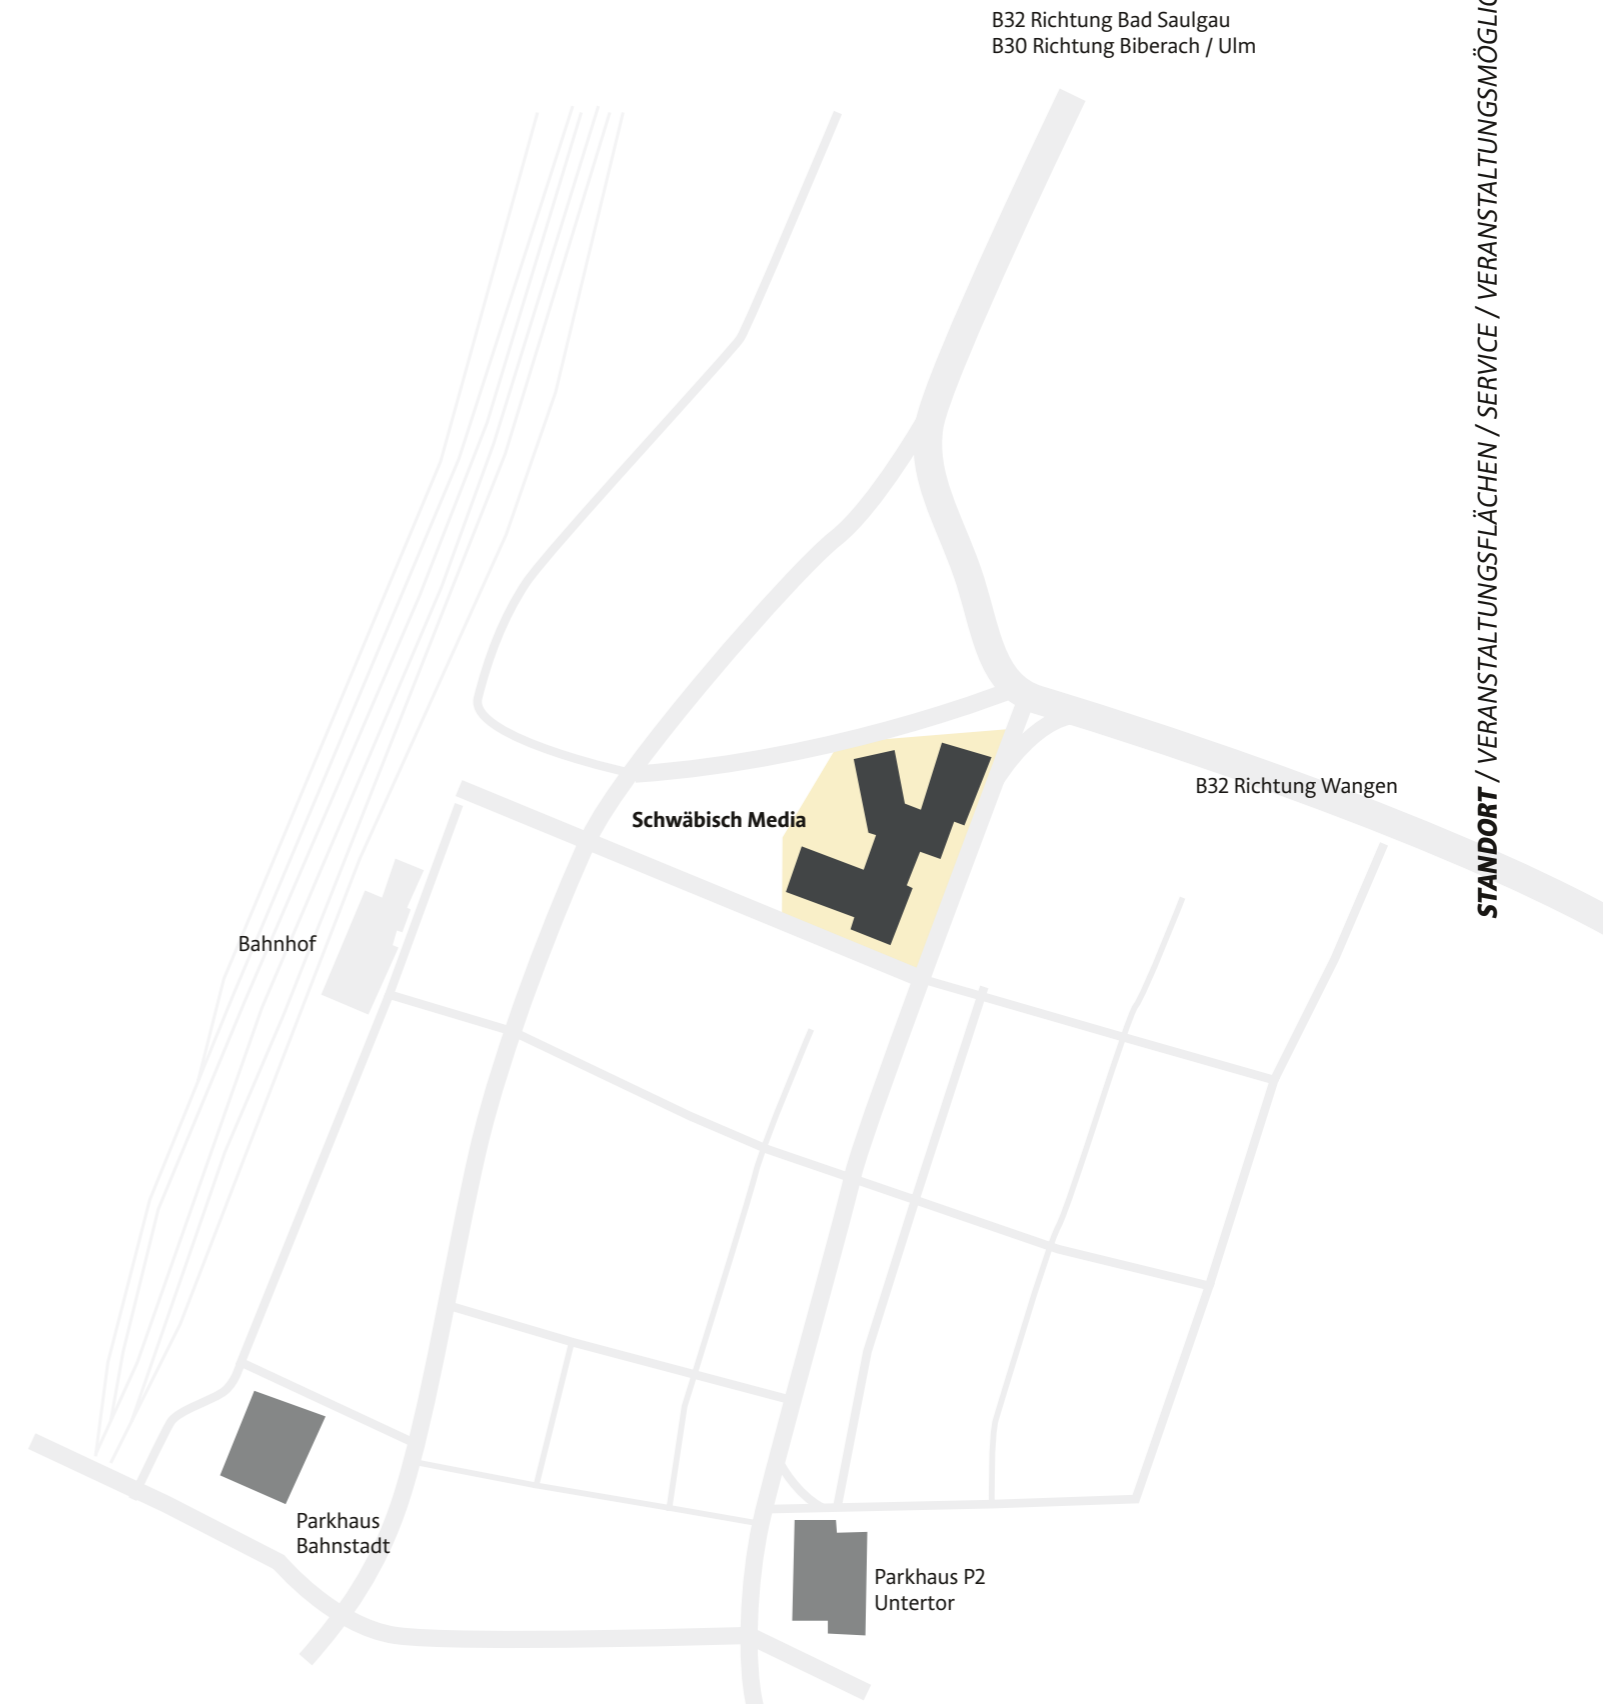 B32 Richtung Bad Saulgau
B30 Richtung Biberach / Ulm
STANDORT / VERANSTALTUNGSFLÄCHEN / SERVICE /
B32 Richtung Wangen
Schwäbisch Media
Bahnhof
Parkhaus
Bahnstadt
Parkhaus P2
Untertor